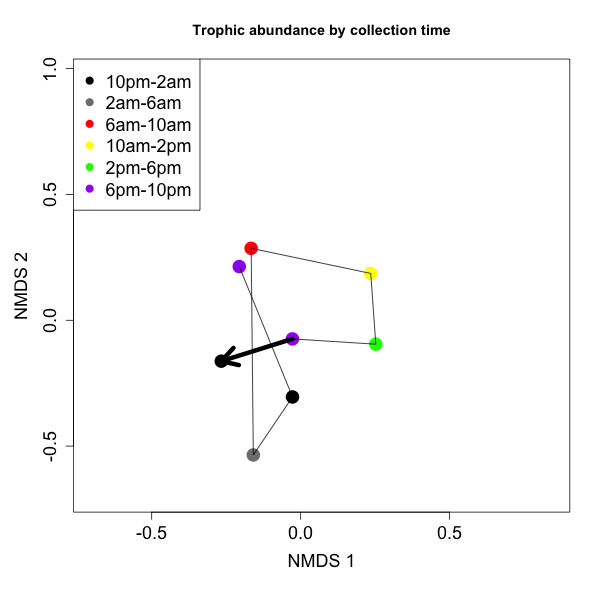 Trophic abundance by collection time
10pm-2am
2am-6am
6am-10am
10am-2pm
2pm-6pm
6pm-10pm
1.0
0.5
0.0
-0.5
NMDS 2
-0.5
0.0
0.5
NMDS 1